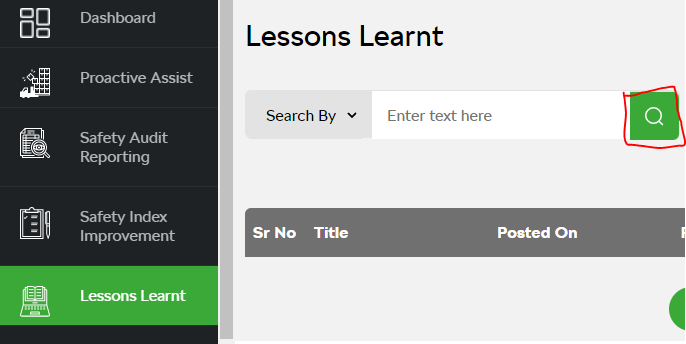 Dashboard
Proactive Assist
Safety Audit
Reporting
Safety Index
Improvement
Lessons Learnt
Lessons Learnt
Search By
Enter text here
Sr No Title Posted On